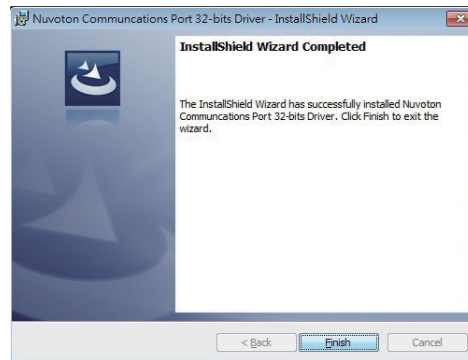 Nuvoton Communcations Port 32-bits Driver - InstallShield Wizard
InstallShield Wizard Completed
The InstallShield Wizard has successfully installed Nuvoton
Communcations Port 32-bits Driver. Click Finish to exit the
wizard.
< Back
Finish
Cancel